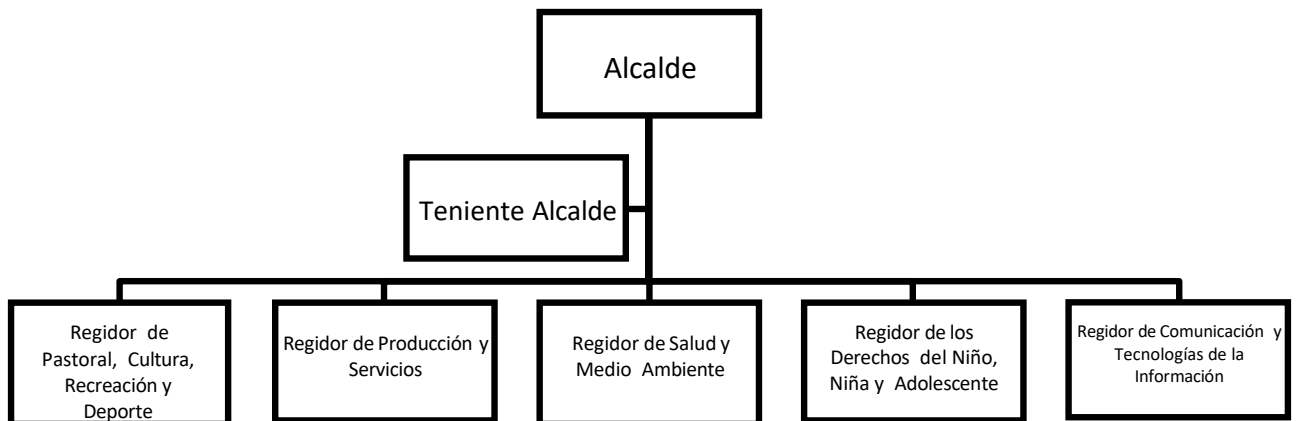 Alcalde
Teniente Alcalde
Regidor de
Pastoral, Cultura,
Recreación y
Deporte
Regidor de Producción y
Servicios
Regidor de Salud y
Medio Ambiente
Regidor de los
Derechos del Niño,
Niña y Adolescente
Regidor de Comunicación y
Tecnologías de la
Información